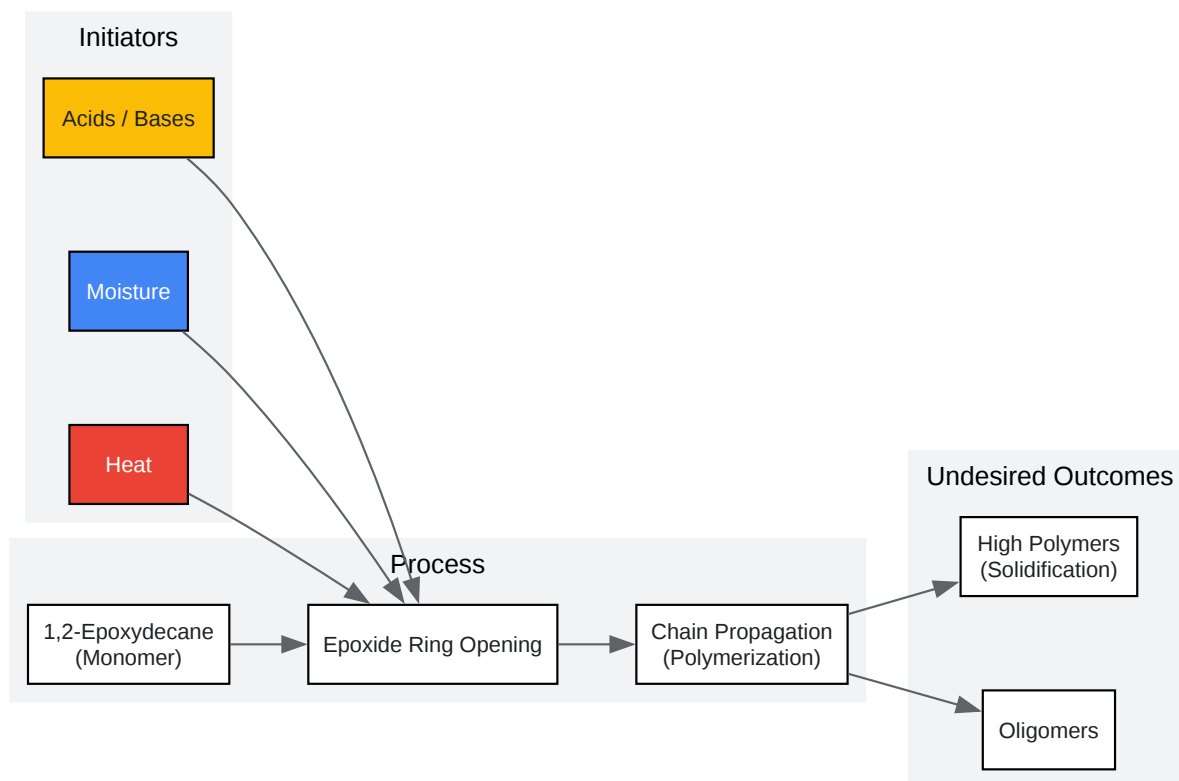 Initiators
Acids / Bases
Moisture
Heat
Process
1,2-Epoxydecane
(Monomer)
Epoxide Ring Opening
Chain Propagation
(Polymerization)
Undesired Outcomes
High Polymers
(Solidification)
Oligomers